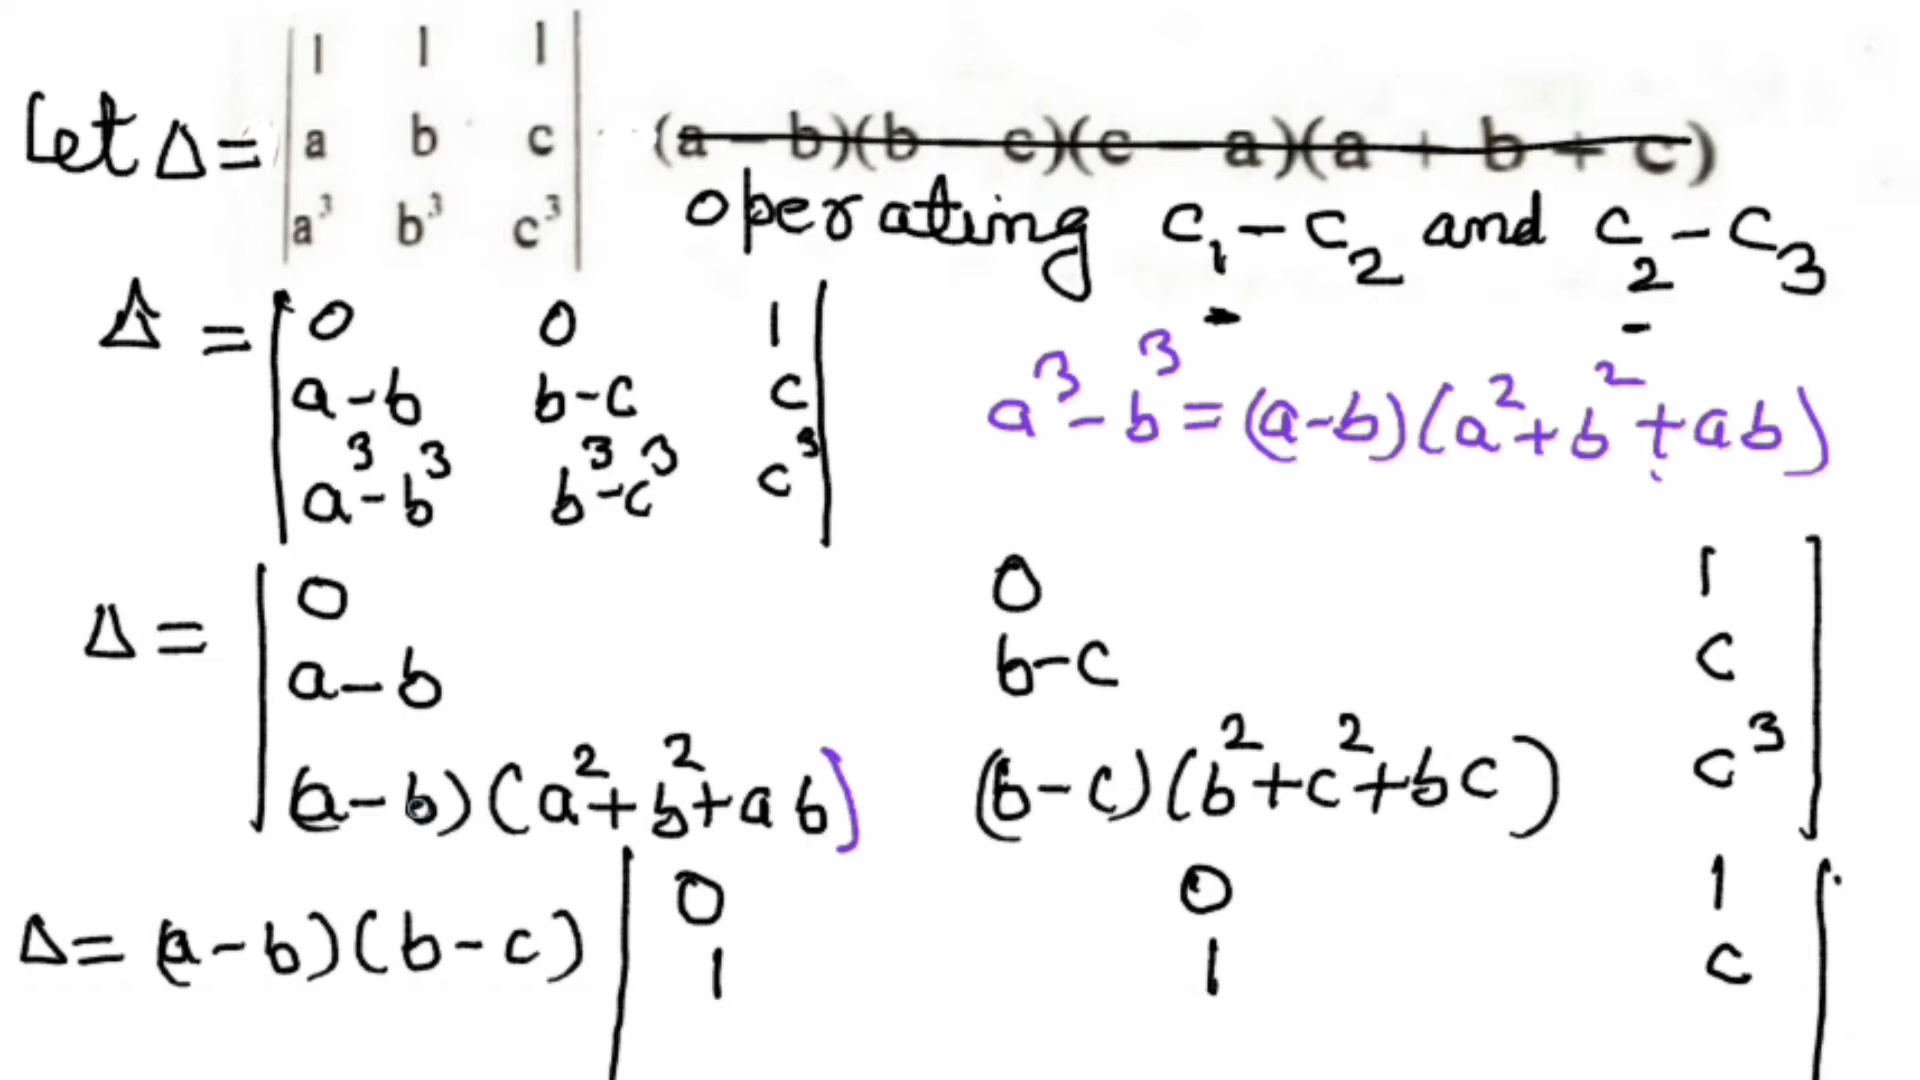 1 1 1
Let Δ = a b c (a - b)(b - c)(c - a)(a + b + c)
a³ b³ c³ operating C₁-C₂ and C₂-C₃
Δ = 0 0 1
a-b b-c c a³-b³=(a-b)(a²+b²+ab)
a³-b³ b³-c³ c³
0 0 1
Δ = a-b b-c c
(a-b)(a²+b²+ab) (b-c)(b²+c²+bc) c³
0 0 1
Δ= (a-b)(b-c) 1 1 c